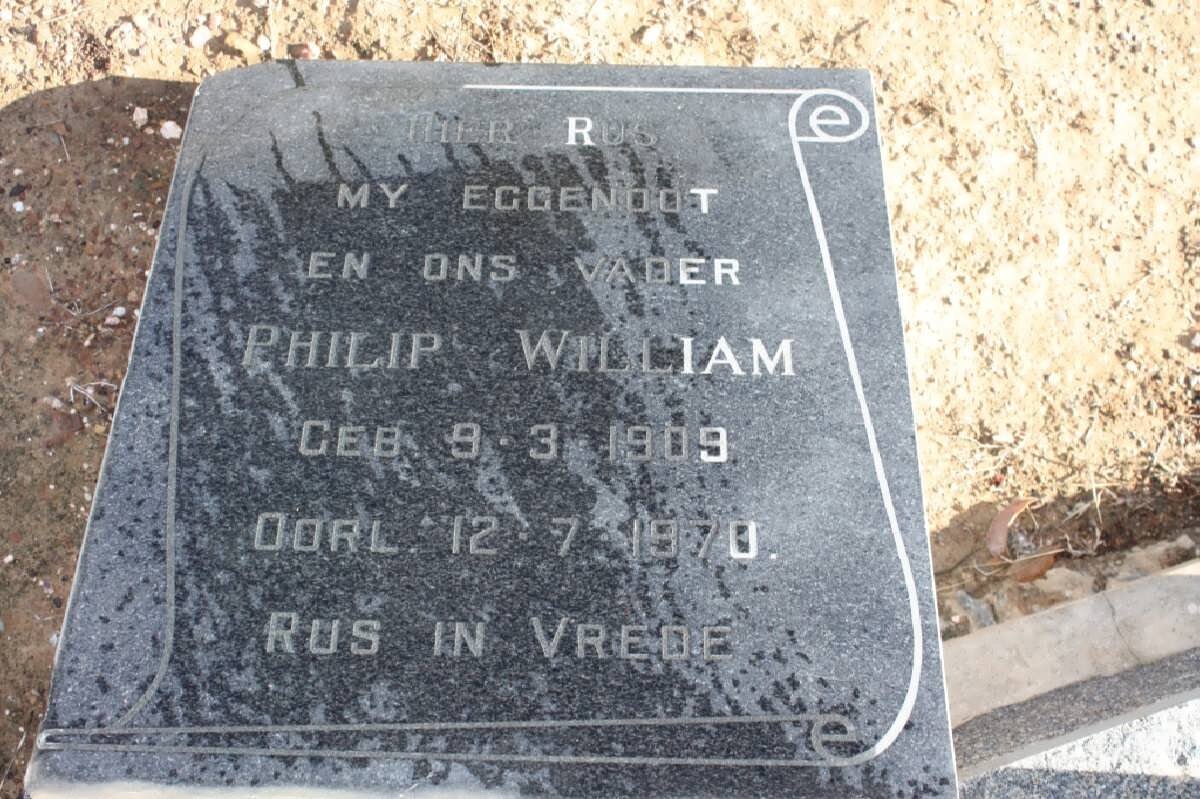 HIER RUS
MY EGGENOOT
EN ONS VADER
PHILIP WILLIAM
GEB. 9·3·1909
OORL. 12·7·1970.
RUS IN VREDE